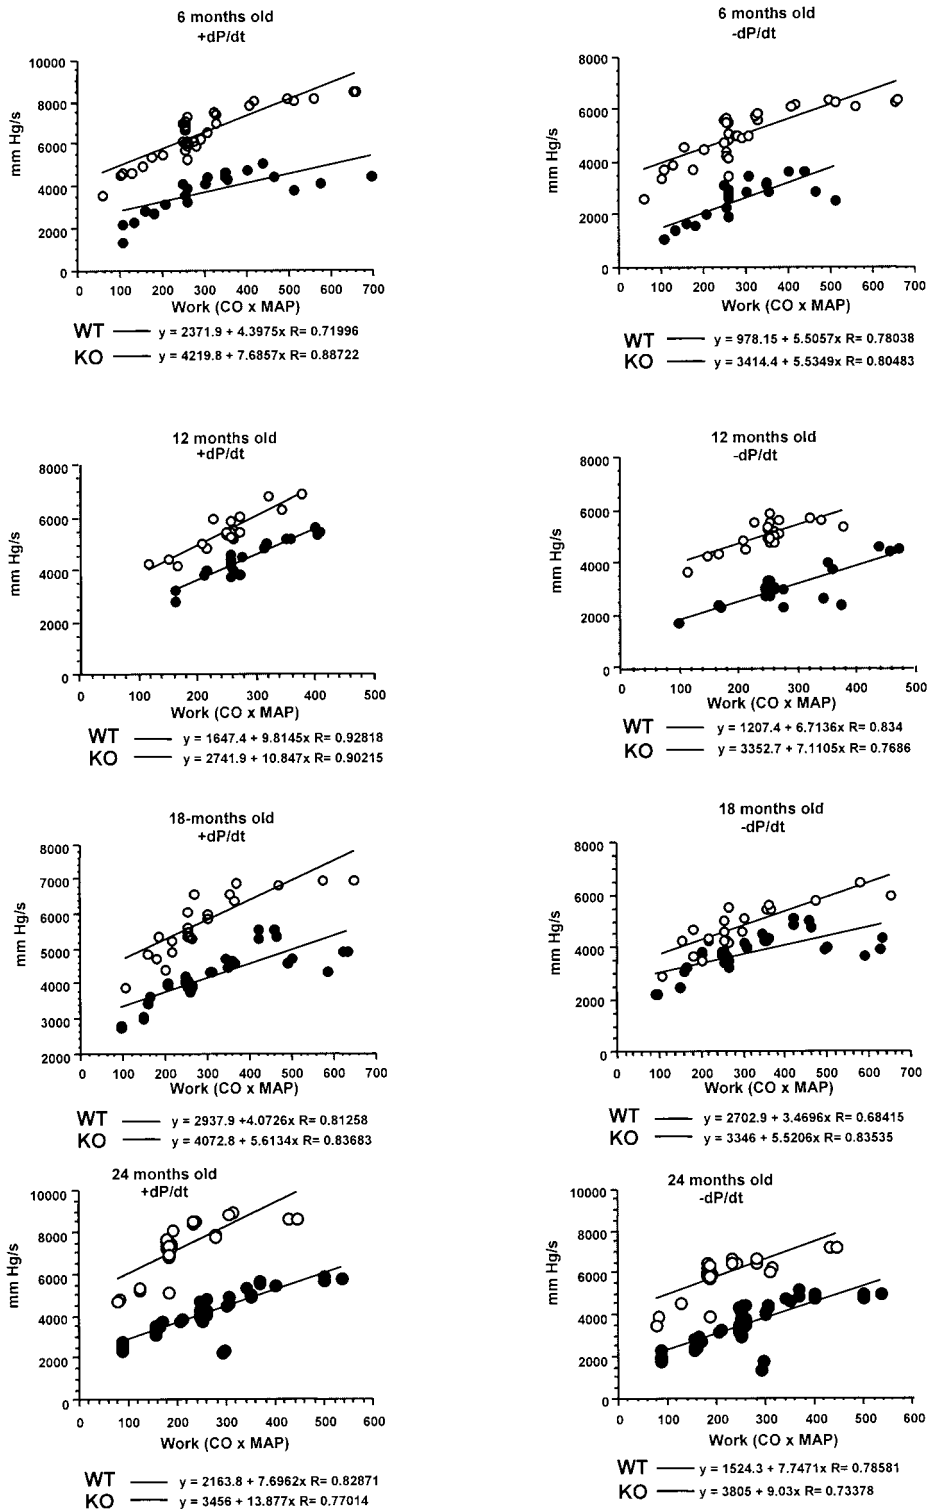 6 months old
+dP/dt
10000
8000
6000
4000
2000
0
mm Hg/s
0 100 200 300 400 500 600 700
Work (CO x MAP)
WT y = 2371.9 + 4.3975x R= 0.71996
KO y = 4219.8 + 7.6857x R= 0.88722
6 months old
-dP/dt
8000
6000
4000
2000
0
mm Hg/s
0 100 200 300 400 500 600 700
Work (CO x MAP)
WT y = 978.15 + 5.5057x R= 0.78038
KO y = 3414.4 + 5.5349x R= 0.80483
12 months old
+dP/dt
8000
6000
4000
2000
0
mm Hg/s
0 100 200 300 400 500
Work (CO x MAP)
WT y = 1647.4 + 9.8145x R= 0.92818
KO y = 2741.9 + 10.847x R= 0.90215
12 months old
-dP/dt
8000
6000
4000
2000
0
mm Hg/s
0 100 200 300 400 500
Work (CO x MAP)
WT y = 1207.4 + 6.7136x R= 0.834
KO y = 3352.7 + 7.1105x R= 0.7686
18-months old
+dP/dt
8000
7000
6000
5000
4000
3000
2000
mm Hg/s
0 100 200 300 400 500 600 700
Work (CO x MAP)
WT y = 2937.9 +4.0726x R= 0.81258
KO y = 4072.8 + 5.6134x R= 0.83683
18 months old
-dP/dt
8000
6000
4000
2000
0
mm Hg/s
0 100 200 300 400 500 600 700
Work (CO x MAP)
WT y = 2702.9 + 3.4696x R= 0.68415
KO y = 3346 + 5.5206x R= 0.83535
24 months old
+dP/dt
10000
8000
6000
4000
2000
0
mm Hg/s
0 100 200 300 400 500 600
Work (CO x MAP)
WT y = 2163.8 + 7.6962x R= 0.82871
KO y = 3456 + 13.877x R= 0.77014
24 months old
-dP/dt
10000
8000
6000
4000
2000
0
mm Hg/s
0 100 200 300 400 500 600
Work (CO x MAP)
WT y = 1524.3 + 7.7471x R= 0.78581
KO y = 3805 + 9.03x R= 0.73378